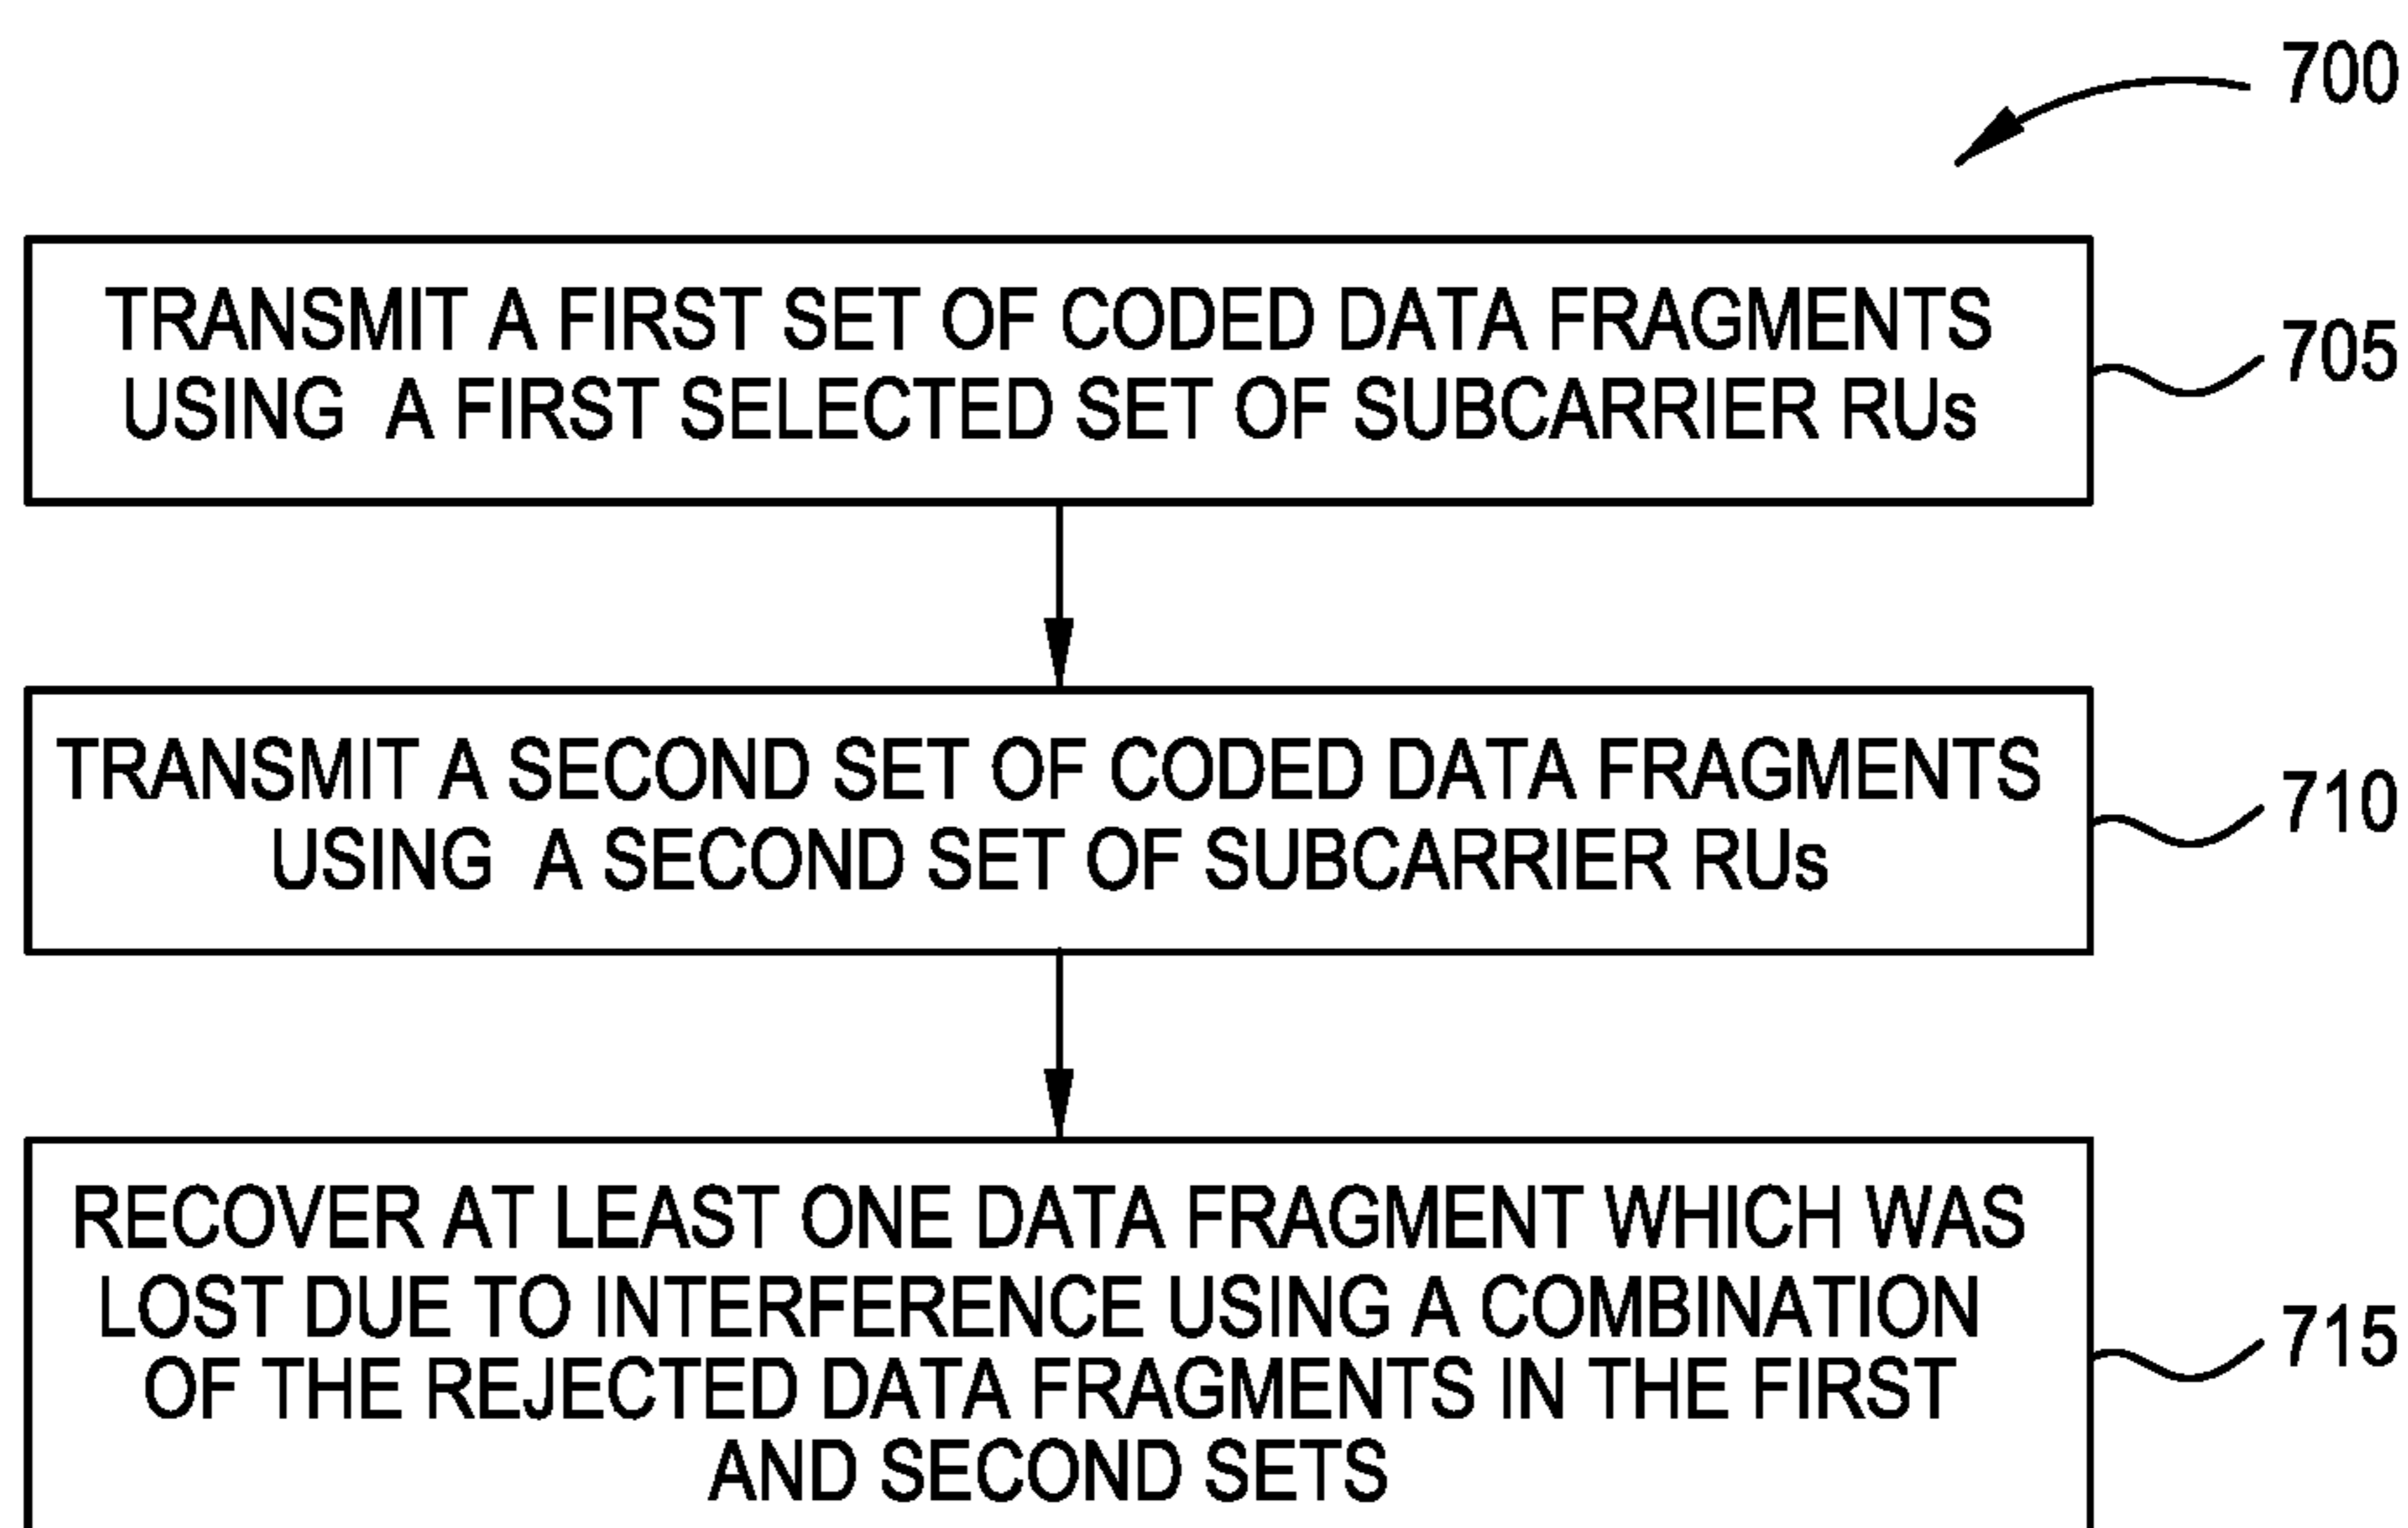 700
TRANSMIT A FIRST SET OF CODED DATA FRAGMENTS
USING A FIRST SELECTED SET OF SUBCARRIER RUs
705
TRANSMIT A SECOND SET OF CODED DATA FRAGMENTS
USING A SECOND SET OF SUBCARRIER RUs
710
RECOVER AT LEAST ONE DATA FRAGMENT WHICH WAS
LOST DUE TO INTERFERENCE USING A COMBINATION
OF THE REJECTED DATA FRAGMENTS IN THE FIRST
AND SECOND SETS
715